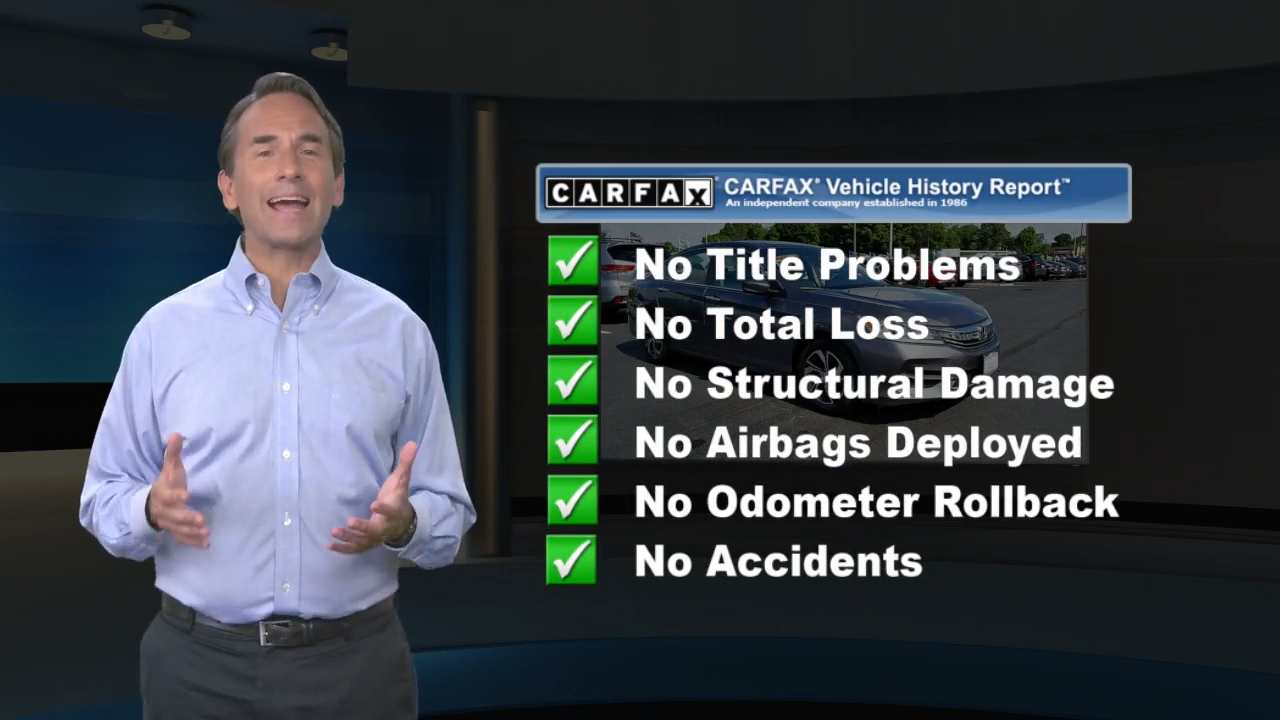 CARFAX® CARFAX® Vehicle History Report™
An independent company established in 1986
No Title Problems
No Total Loss
No Structural Damage
No Airbags Deployed
No Odometer Rollback
No Accidents